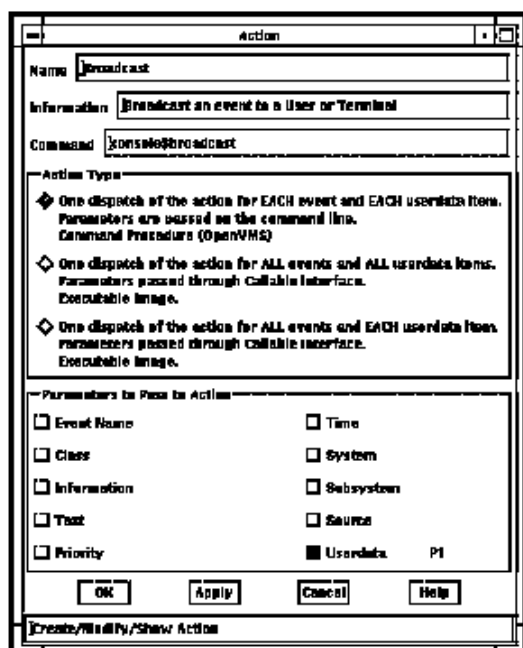 Action
Name Broadcast
Information Broadcast an event to a User or Terminal
Command console$broadcast
Action Type
One dispatch of the action for EACH event and EACH userdata item.
Parameters are passed on the command line.
Command Procedure (OpenVMS)
One dispatch of the action for ALL events and ALL userdata items.
Parameters passed through Callable Interface.
Executable Image.
One dispatch of the action for ALL events and EACH userdata item.
Parameters passed through Callable Interface.
Executable Image.
Parameters to Pass to Action
Event Name
Time
Class
System
Information
Subsystem
Text
Source
Priority
Userdata P1
OK Apply Cancel Help
Create/Modify/Show Action